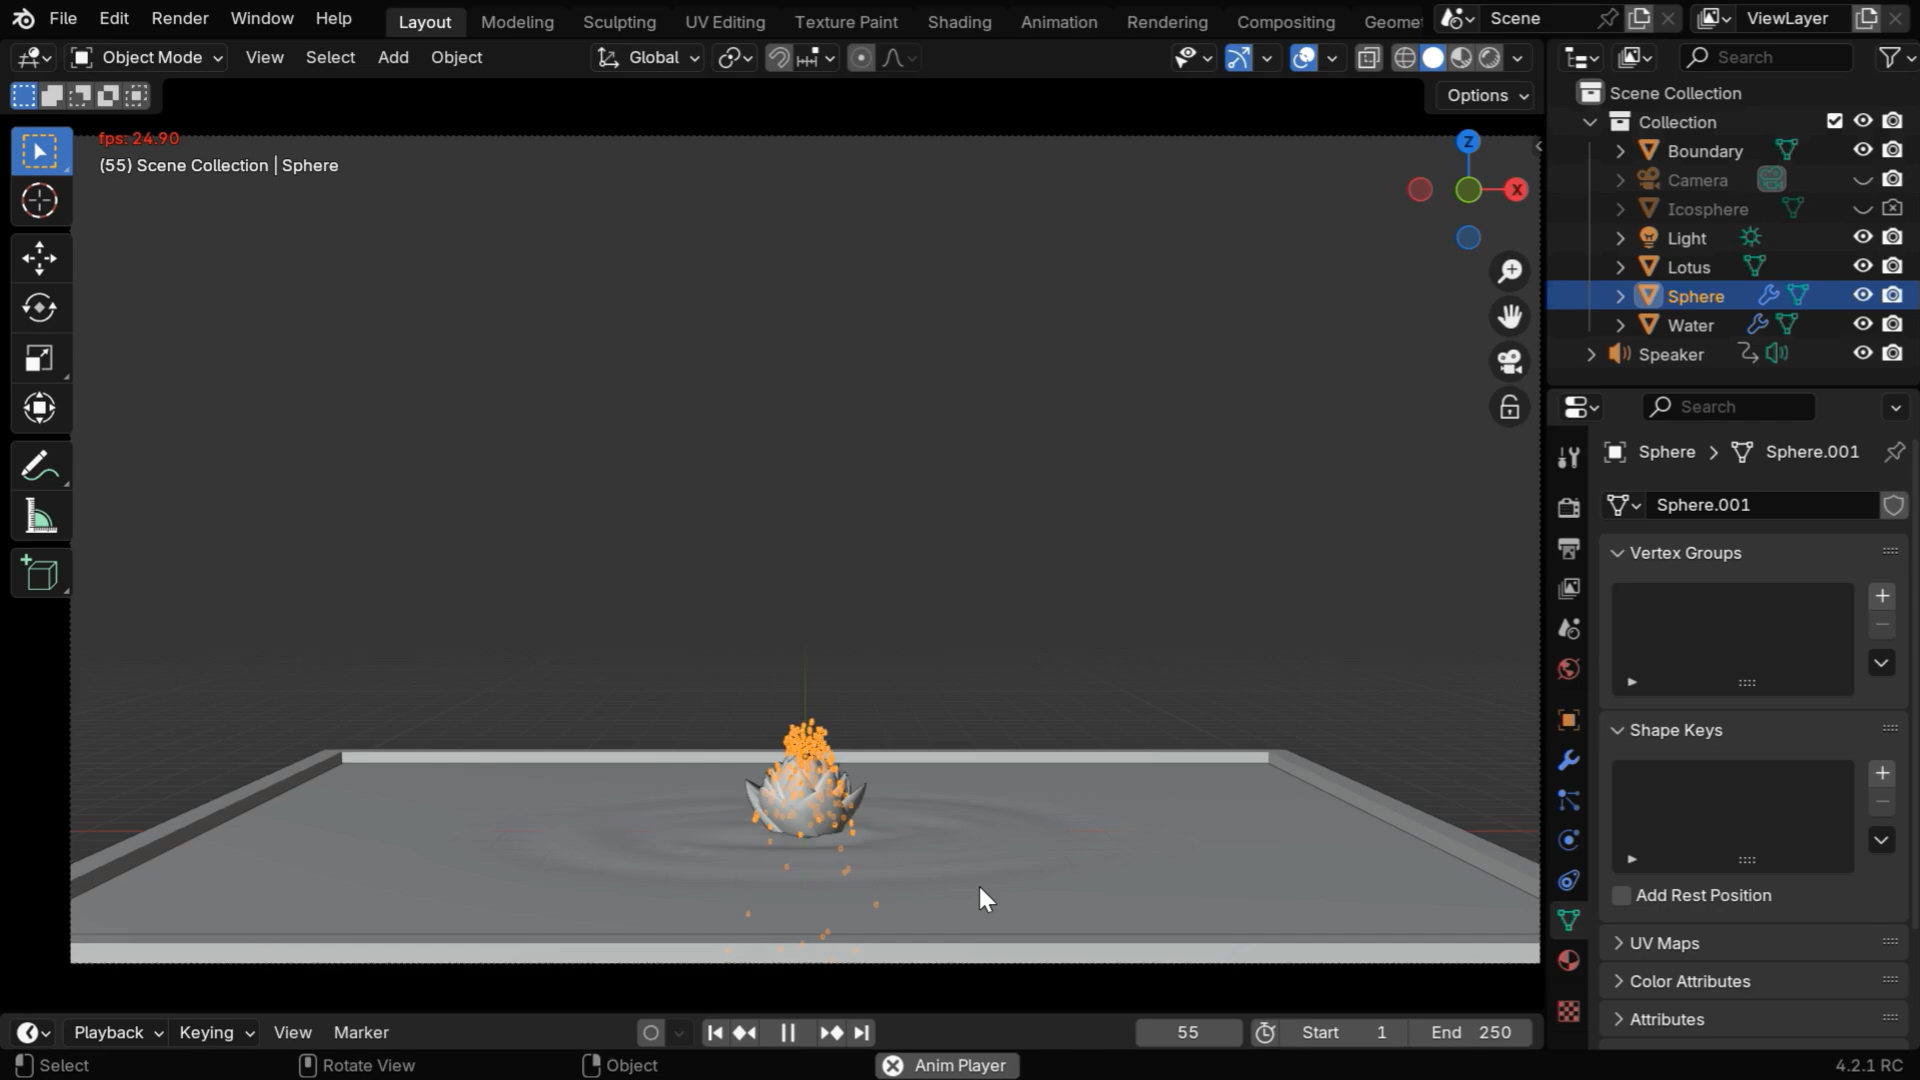 File Edit Render Window Help
Layout Modeling Sculpting UV Editing Texture Paint Shading Animation Rendering Compositing Geome
Scene
ViewLayer
Object Mode View Select Add Object
Global
Search
Options
fps: 24.90
(55) Scene Collection | Sphere
Z
X
Scene Collection
Collection
Boundary
Camera
Icosphere
Light
Lotus
Sphere
Water
Speaker
Search
Sphere > Sphere.001
Sphere.001
Vertex Groups
Shape Keys
Add Rest Position
UV Maps
Color Attributes
Attributes
Playback Keying View Marker
55 Start 1 End 250
Select Rotate View Object Anim Player 4.2.1 RC